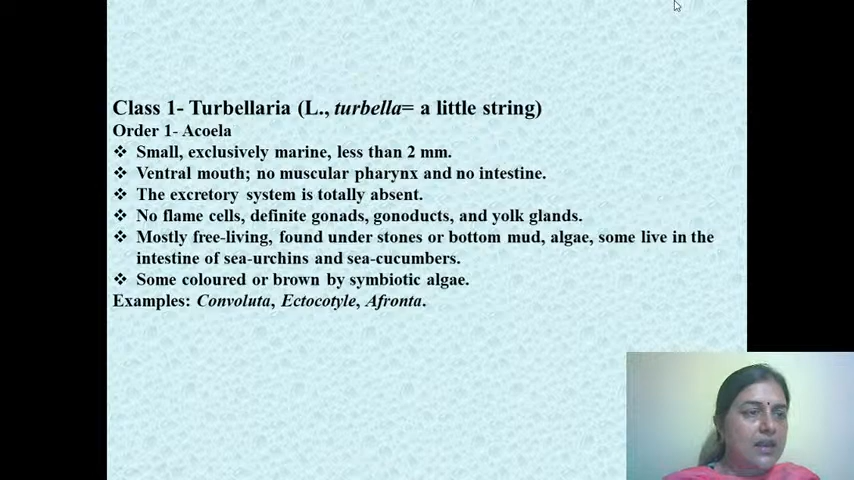 Class 1- Turbellaria (L., turbella= a little string)
Order 1- Acoela
❖ Small, exclusively marine, less than 2 mm.
❖ Ventral mouth; no muscular pharynx and no intestine.
❖ The excretory system is totally absent.
❖ No flame cells, definite gonads, gonoducts, and yolk glands.
❖ Mostly free-living, found under stones or bottom mud, algae, some live in the
intestine of sea-urchins and sea-cucumbers.
❖ Some coloured or brown by symbiotic algae.
Examples: Convoluta, Ectocotyle, Afronta.